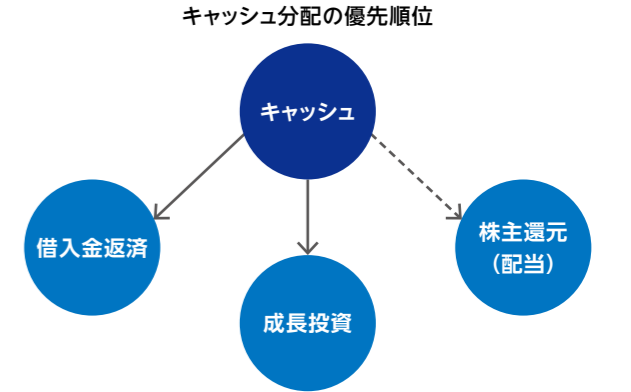 キャッシュ分配の優先順位
キャッシュ
借入金返済
株主還元
（配当）
成長投資